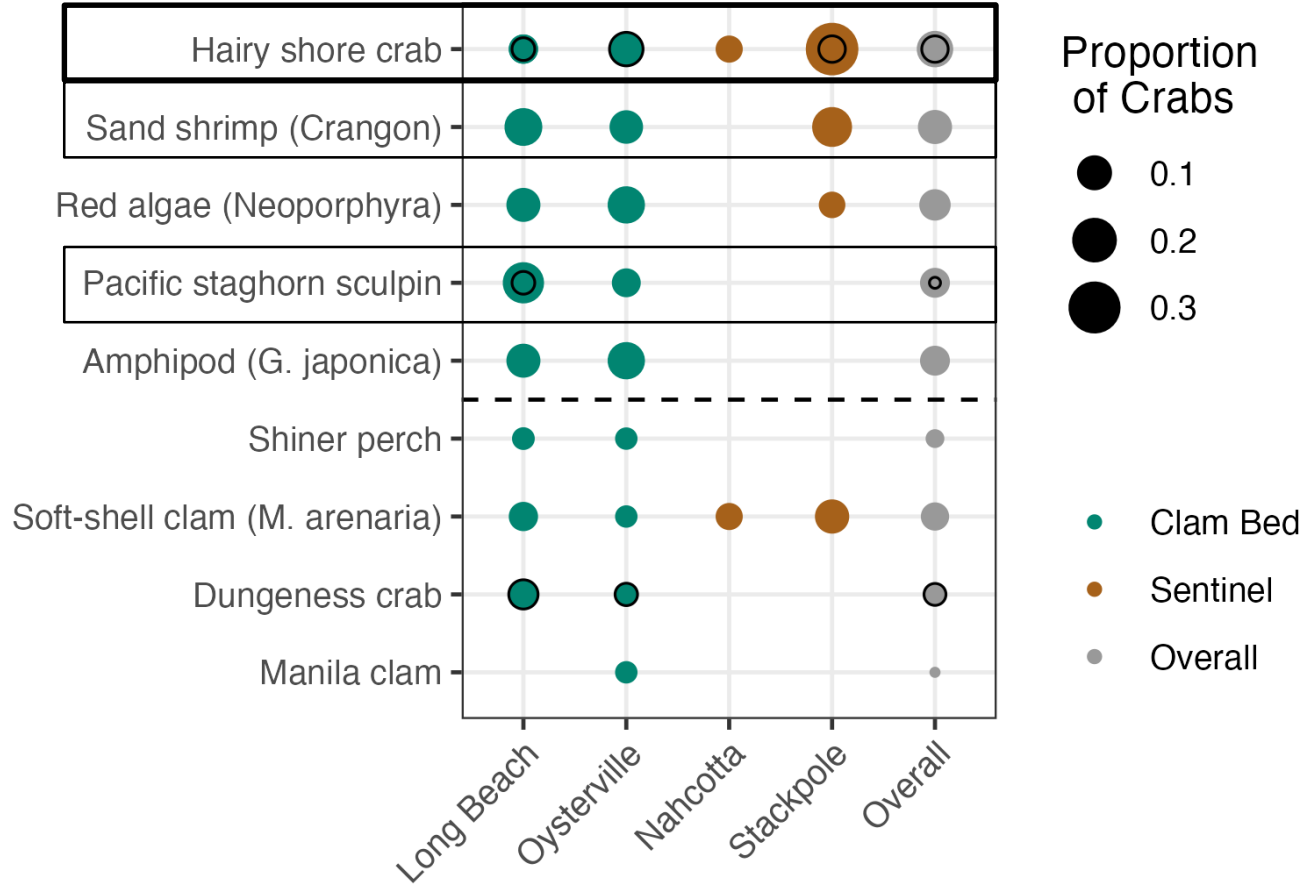 Hairy shore crab
Sand shrimp (Crangon)
Red algae (Neoporphyra)
Pacific staghorn sculpin
Amphipod (G. japonica)
Shiner perch
Soft-shell clam (M. arenaria)
Dungeness crab
Manila clam
Long Beach
Oysterville
Nahcotta
Stackpole
Overall
Proportion
of Crabs
0.1
0.2
0.3
Clam Bed
Sentinel
Overall